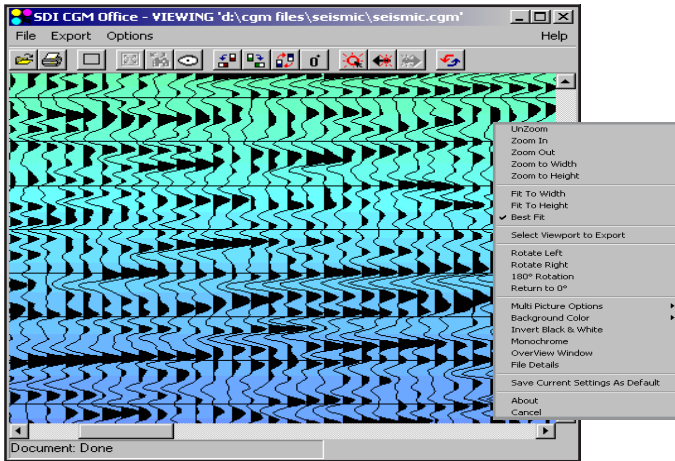 SDI CGM Office - VIEWING 'd:\cgm files\seismic\seismic.cgm'
File Export Options Help
0°
UnZoom
Zoom In
Zoom Out
Zoom to Width
Zoom to Height
Fit To Width
Fit To Height
Best Fit
Select Viewport to Export
Rotate Left
Rotate Right
180° Rotation
Return to 0°
Multi Picture Options
Background Color
Invert Black & White
Monochrome
OverView Window
File Details
Save Current Settings As Default
About
Cancel
Document: Done